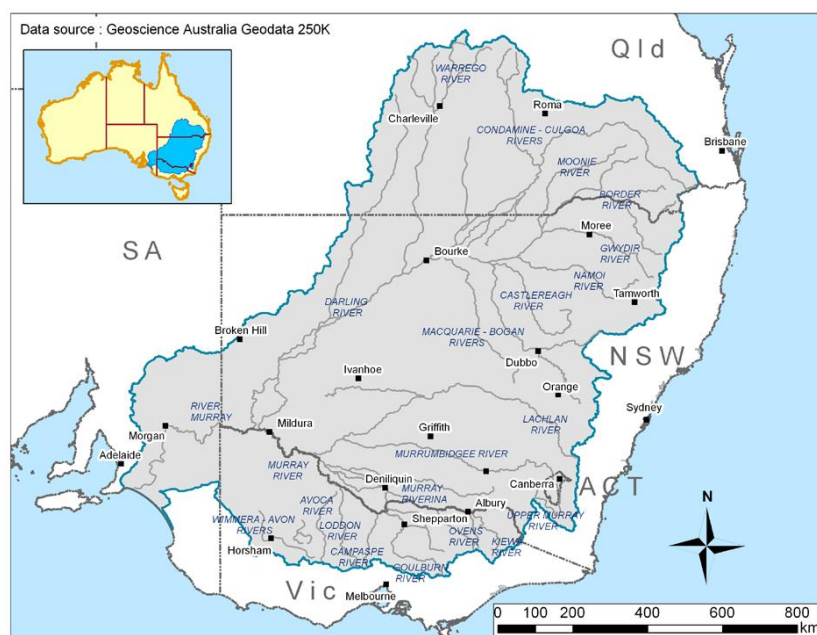 Data source : Geoscience Australia Geodata 250K
Qld
WARREGO
RIVER
Roma
Charleville
CONDAMINE - CULGOA
RIVERS
Brisbane
MOONIE
RIVER
BORDER
RIVER
Moree
SA
Bourke
GWYDIR
RIVER
NAMOI
RIVER
Tamworth
CASTLEREAGH
RIVER
DARLING
RIVER
Broken Hill
MACQUARIE - BOGAN
RIVERS
Dubbo
NSW
Ivanhoe
Orange
RIVER
MURRAY
Sydney
Mildura
Griffith
LACHLAN
RIVER
Morgan
Adelaide
MURRUMBIDGEE RIVER
MURRAY
RIVER
Deniliquin
Canberra
ACT
MURRAY
RIVERINA
AVOCA
RIVER
Albury
N
WIMMERA - AVON
RIVERS
LODDON
RIVER
Shepparton
UPPER MURRAY
RIVER
OVENS
RIVER
KIEWA
RIVER
Horsham
CAMPASPE
RIVER
GOULBURN
RIVER
Vic
Melbourne
0 100 200 400 600 800
km